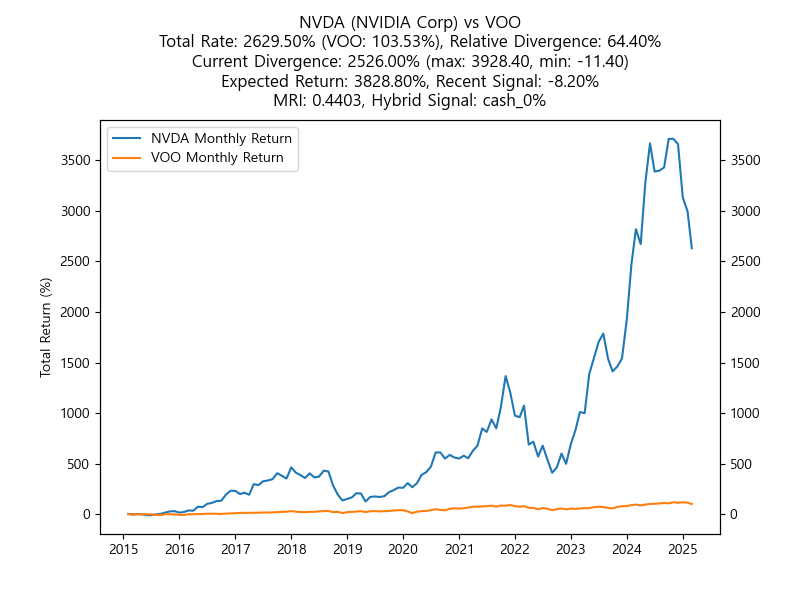 NVDA (NVIDIA Corp) vs VOO
Total Rate: 2629.50% (VOO: 103.53%), Relative Divergence: 64.40%
Current Divergence: 2526.00% (max: 3928.40, min: -11.40)
Expected Return: 3828.80%, Recent Signal: -8.20%
MRI: 0.4403, Hybrid Signal: cash_0%
NVDA Monthly Return
VOO Monthly Return
Total Return (%)
3500
3000
2500
2000
1500
1000
500
0
3500
3000
2500
2000
1500
1000
500
0
2015 2016 2017 2018 2019 2020 2021 2022 2023 2024 2025